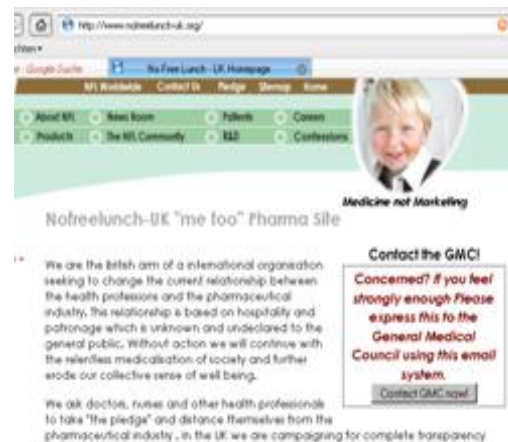 http://www.nofreelunch-uk.org/
Google Suche
No Free Lunch - UK, Homepage
NFL Worldwide Contact Us Pledge Sitemap Home
About NFL News Room Patients Careers
Products The NFL Community R&D Confessions
Medicine not Marketing
Nofreelunch-UK "me too" Pharma Site
We are the British arm of a international organisation
seeking to change the current relationship between
the health professions and the pharmaceutical
industry. This relationship is based on hospitality and
patronage which is unknown and undeclared to the
general public. Without action we will continue with
the relentless medicalisation of society and further
erode our collective sense of well being.
We ask doctors, nurses and other health professionals
to take "the pledge" and distance themselves from the
pharmaceutical industry , in the UK we are campaigning for complete transparency
Contact the GMC!
Concerned? If you feel
strongly enough Please
express this to the
General Medical
Council using this email
system.
Contact GMC now!